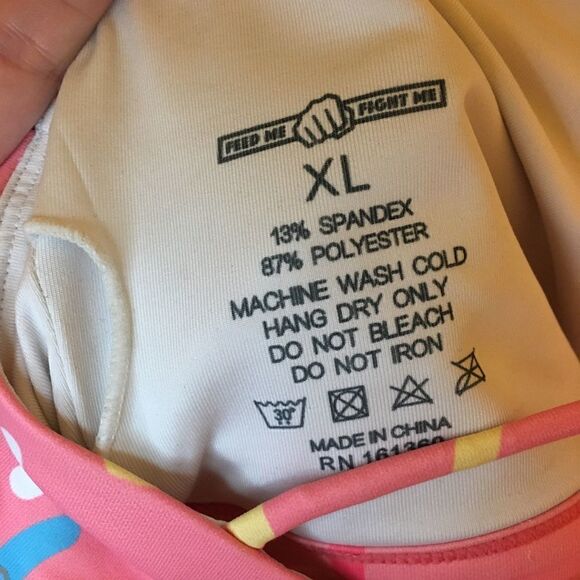 FEED ME FIGHT ME
XL
13% SPANDEX
87% POLYESTER
MACHINE WASH COLD
HANG DRY ONLY
DO NOT BLEACH
DO NOT IRON
30°
MADE IN CHINA
RN 161360